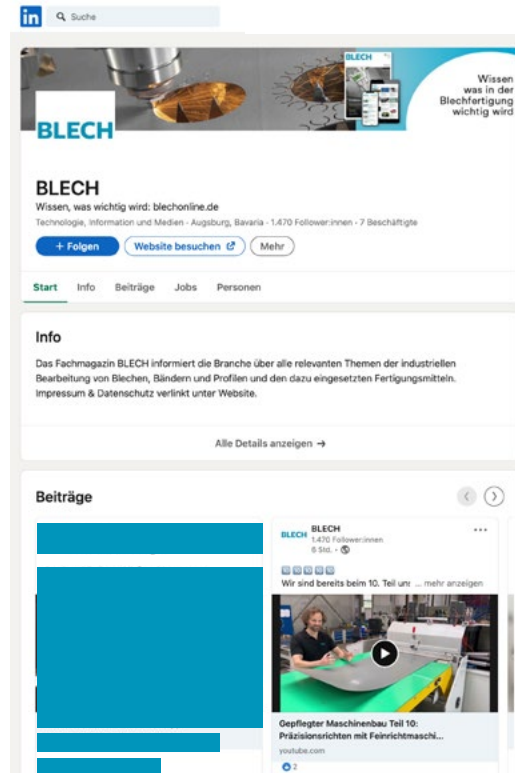 in
Suche
BLECH
Wissen
was in der
Blechfertigung
wichtig wird
BLECH
BLECH
Wissen, was wichtig wird: blechonline.de
Technologie, Information und Medien · Augsburg, Bavaria · 1.470 Follower:innen · 7 Beschäftigte
+ Folgen
Website besuchen
Mehr
Start Info Beiträge Jobs Personen
Info
Das Fachmagazin BLECH informiert die Branche über alle relevanten Themen der industriellen
Bearbeitung von Blechen, Bändern und Profilen und den dazu eingesetzten Fertigungsmitteln.
Impressum & Datenschutz verlinkt unter Website.
Alle Details anzeigen →
Beiträge
BLECH
BLECH
1.470 Follower:innen
6 Std. •
Wir sind bereits beim 10. Teil ... mehr anzeigen
Gepflegter Maschinenbau Teil 10:
Präzisionsrichten mit Feinrichtmaschi...
youtube.com
2